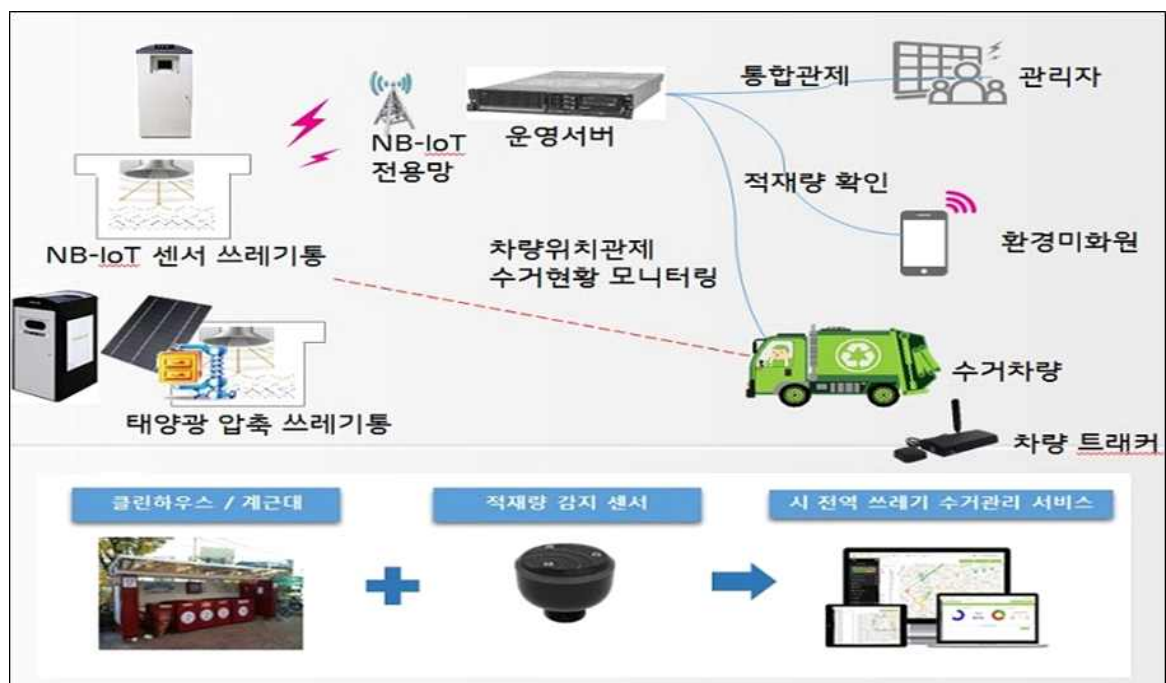 통합관제
관리자
NB-IoT
전용망
운영서버
적재량 확인
환경미화원
NB-IoT 센서 쓰레기통
차량위치관제
수거현황 모니터링
태양광 압축 쓰레기통
수거차량
차량 트래커
클린하우스 / 계근대
적재량 감지 센서
시 전역 쓰레기 수거관리 서비스